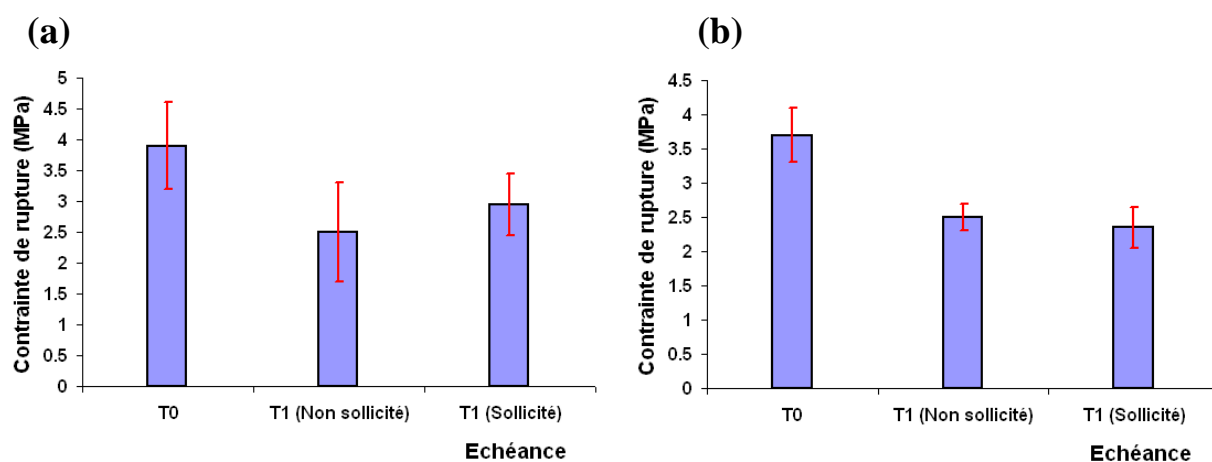 (a)
Contrainte de rupture (MPa)
5
4.5
4
3.5
3
2.5
2
1.5
1
0.5
0
T0
T1 (Non sollicité)
T1 (Sollicité)
Echéance
(b)
Contrainte de rupture (MPa)
4.5
4
3.5
3
2.5
2
1.5
1
0.5
0
T0
T1 (Non sollicité)
T1 (Sollicité)
Echéance